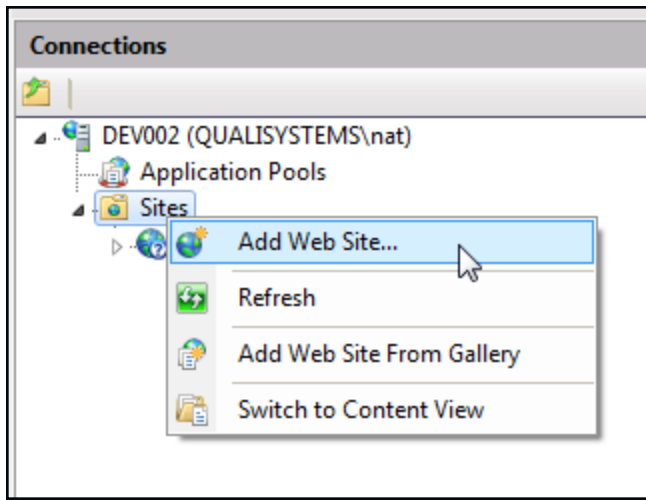 Connections
DEV002 (QUALISYSTEMS\nat)
Application Pools
Sites
Add Web Site...
Refresh
Add Web Site From Gallery
Switch to Content View